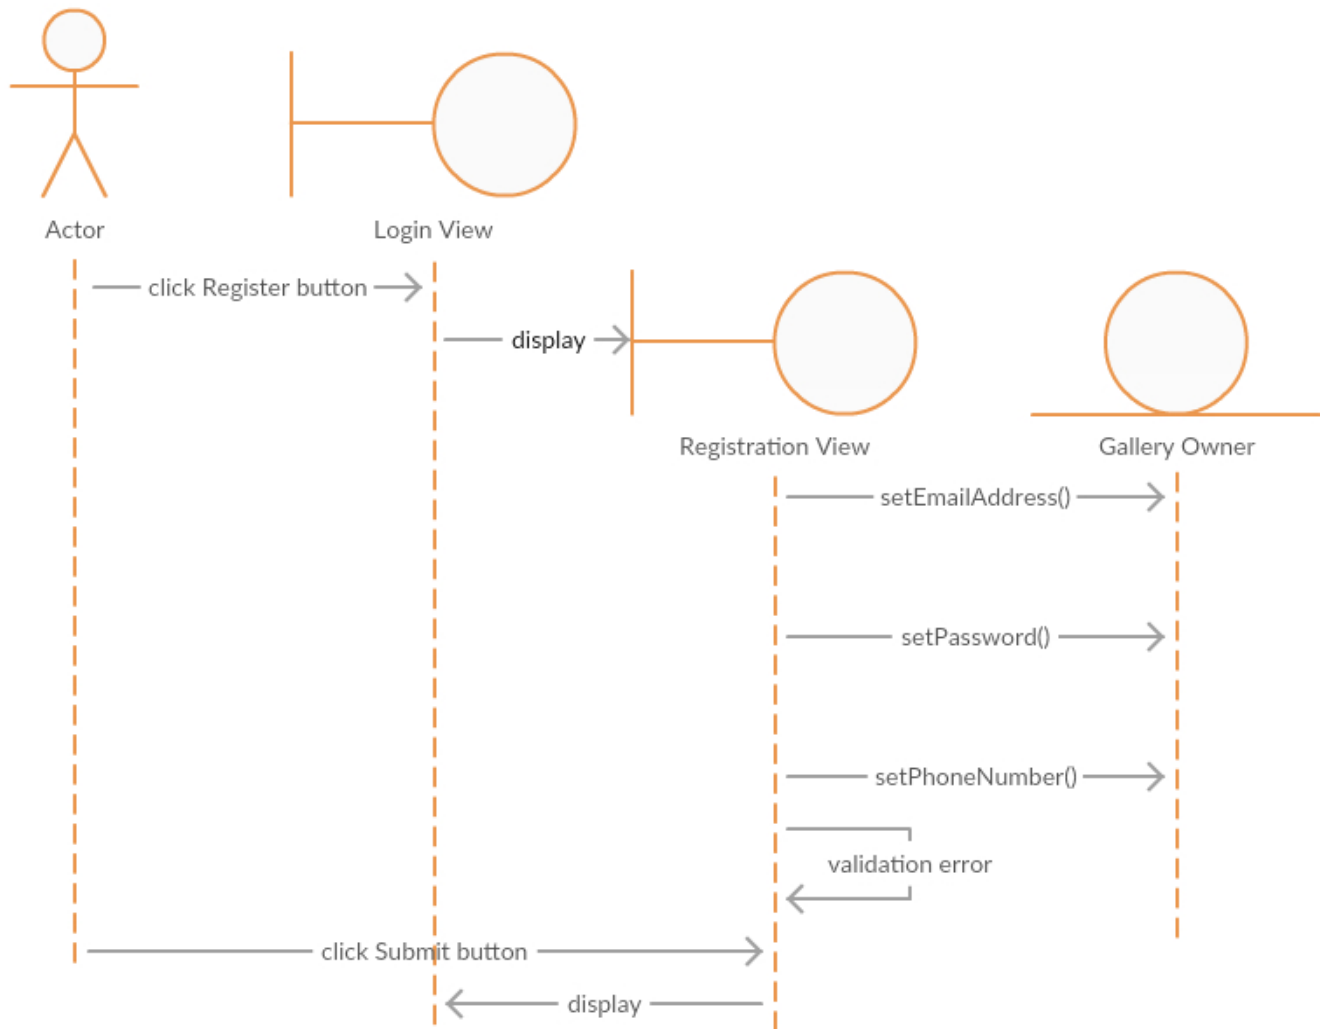 Actor
Login View
click Register button
display
Registration View
Gallery Owner
setEmailAddress()
setPassword()
setPhoneNumber()
validation error
click Submit button
display